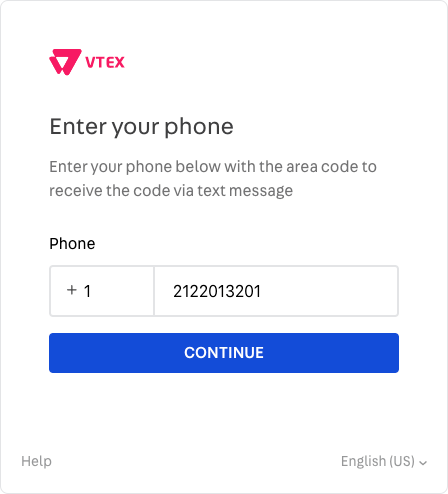 VTEX
Enter your phone
Enter your phone below with the area code to
receive the code via text message
Phone
+ 1 2122013201
CONTINUE
Help English (US)